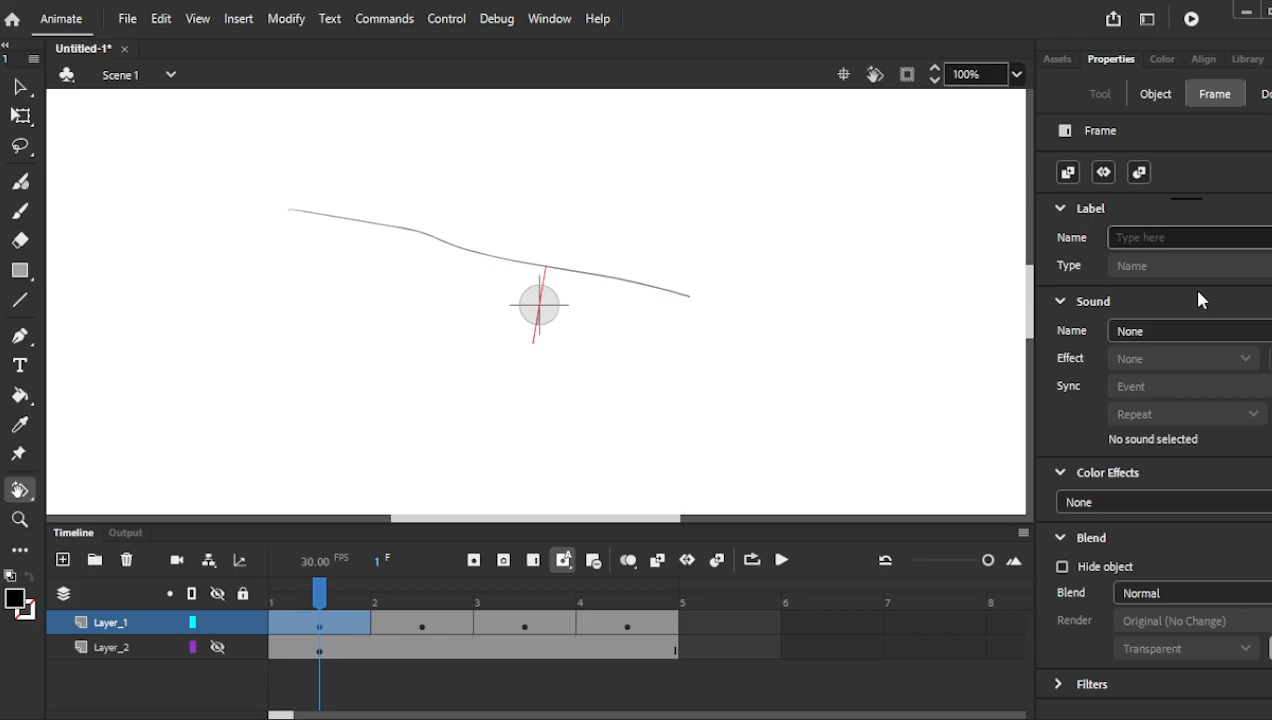 Animate File Edit View Insert Modify Text Commands Control Debug Window Help
Untitled-1* ×
Scene 1 100%
1
Assets Properties Color Align Library
Tool Object Frame Do
Frame
Label
Name Type here
Type Name
Sound
Name None
Effect None
Sync Event
Repeat
No sound selected
Color Effects
None
Blend
Hide object
Blend Normal
Render Original (No Change)
Transparent
Filters
Timeline Output
30.00 FPS 1 F
1 2 3 4 5 6 7 8
Layer_1
Layer_2